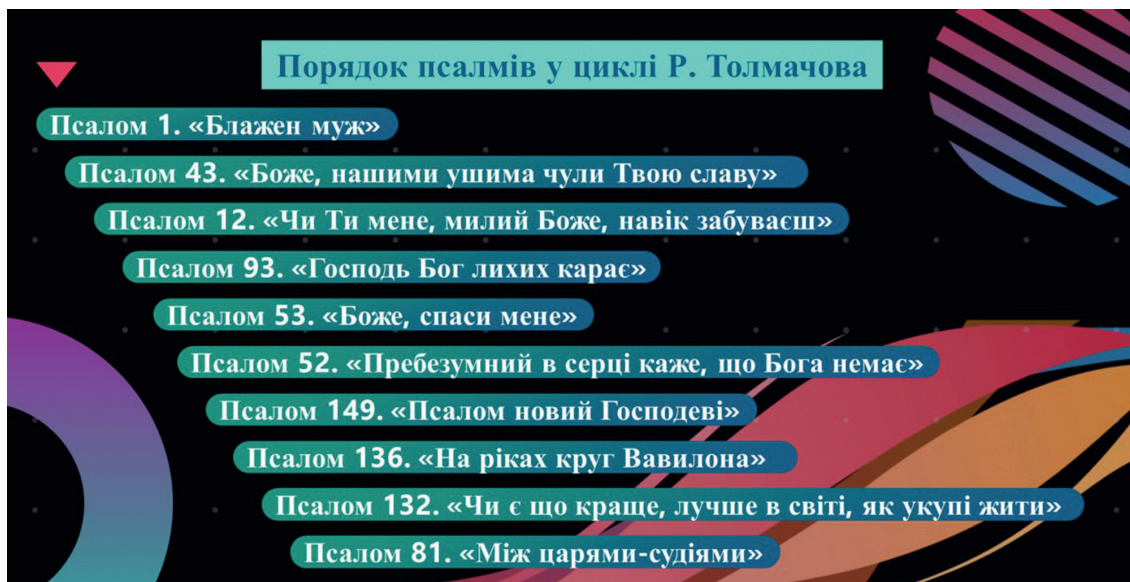 Порядок псалмів у циклі Р. Толмачова
Псалом 1. «Блажен муж»
Псалом 43. «Боже, нашими ушима чули Твою славу»
Псалом 12. «Чи Ти мене, милий Боже, навік забуваєш»
Псалом 93. «Господь Бог лихих карає»
Псалом 53. «Боже, спаси мене»
Псалом 52. «Пребезумний в серці каже, що Бога немає»
Псалом 149. «Псалом новий Господеві»
Псалом 136. «На ріках круг Вавилона»
Псалом 132. «Чи є що краще, лучше в світі, як укупі жити»
Псалом 81. «Між царями-судіями»